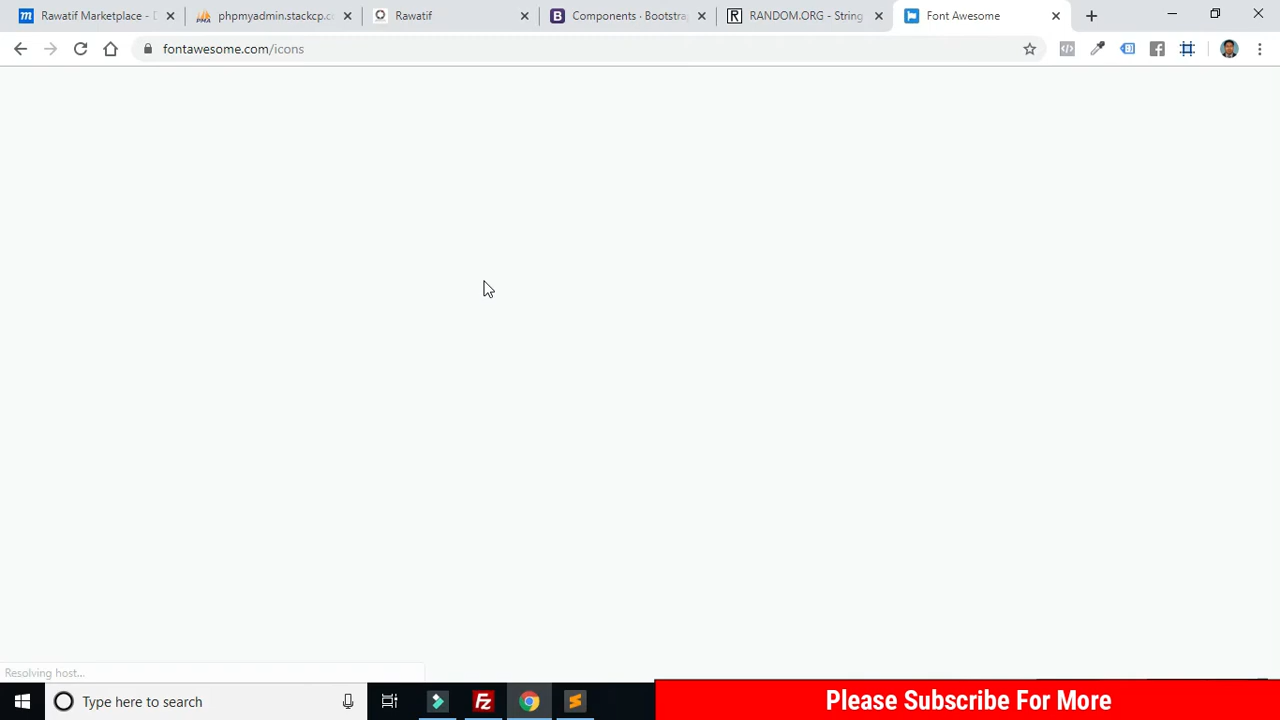 Rawatif Marketplace - D
phpmyadmin.stackcp.c
Rawatif
Components · Bootstra
RANDOM.ORG - String
Font Awesome
fontawesome.com/icons
Resolving host...
Type here to search
Please Subscribe For More